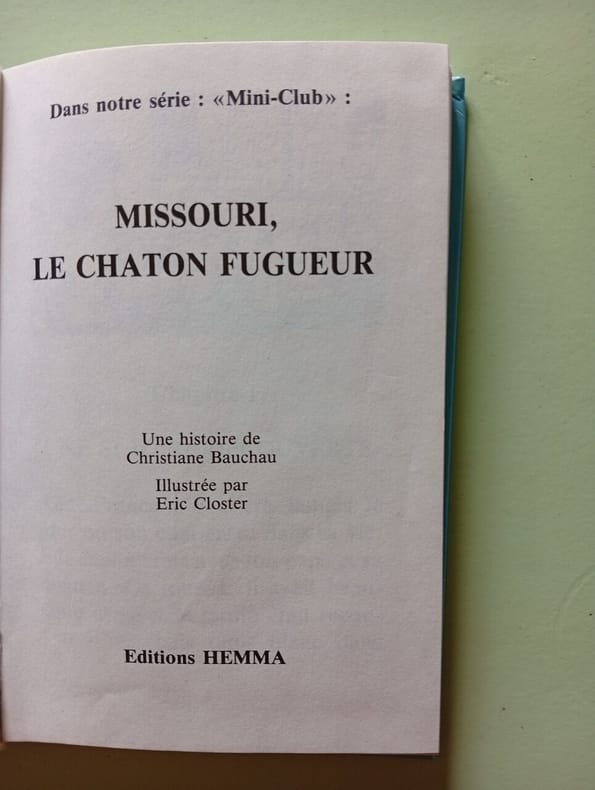 Dans notre série : «Mini-Club» :
MISSOURI,
LE CHATON FUGUEUR
Une histoire de
Christiane Bauchau
Illustrée par
Eric Closter
Editions HEMMA